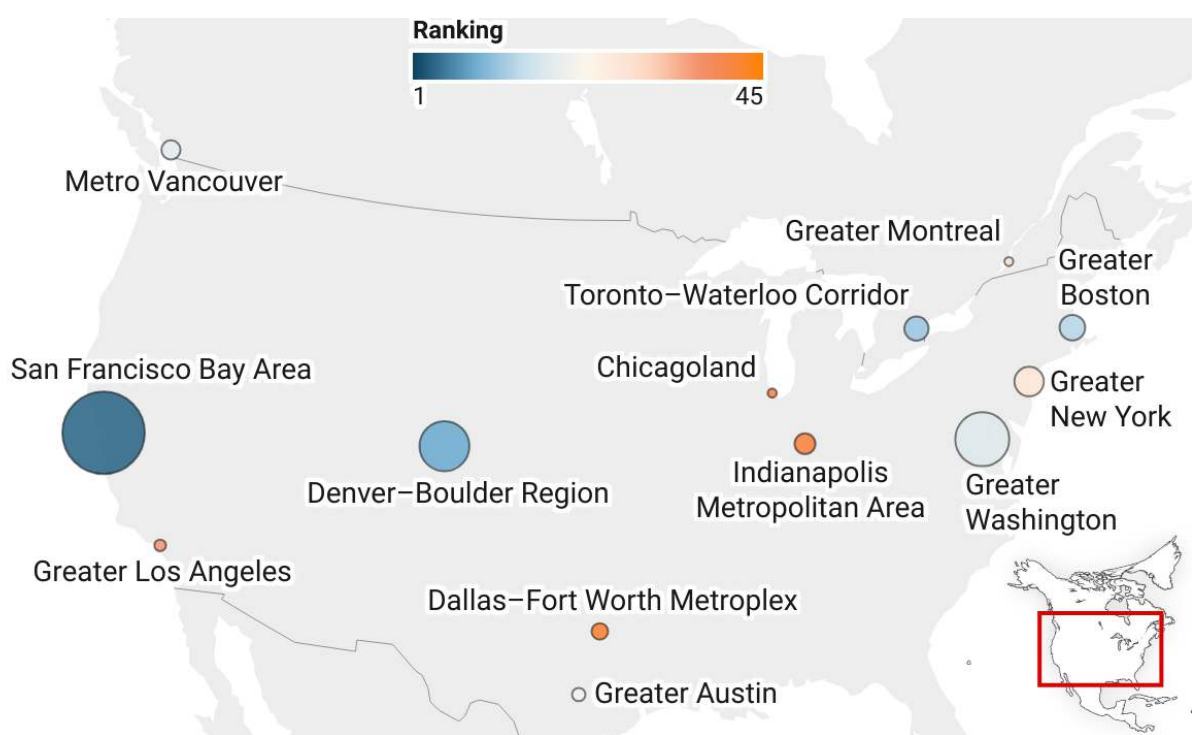 Ranking
1
45
Metro Vancouver
Greater Montreal
Greater
Boston
Toronto–Waterloo Corridor
San Francisco Bay Area
Chicagoland
Greater
New York
Denver–Boulder Region
Indianapolis
Metropolitan Area
Greater
Washington
Greater Los Angeles
Dallas–Fort Worth Metroplex
Greater Austin